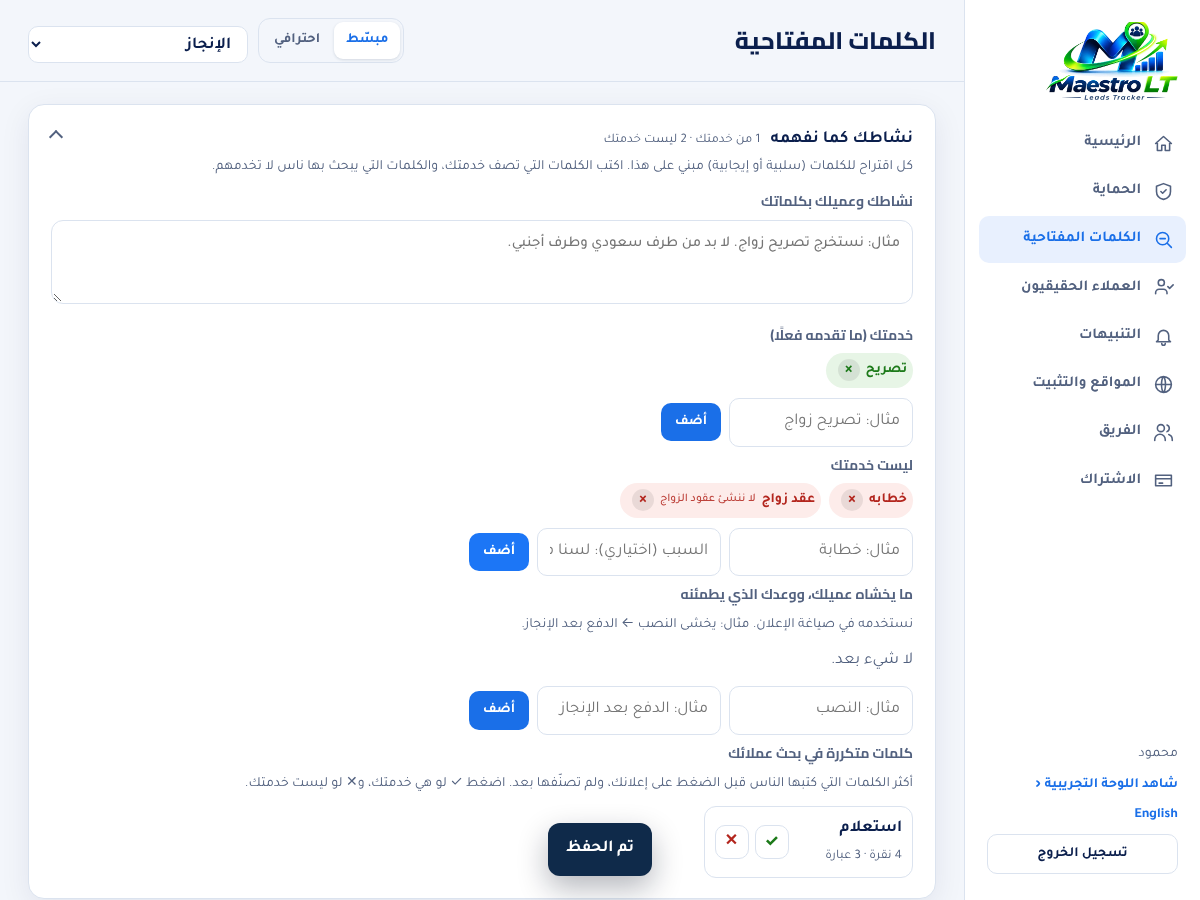 Maestro LT
Leads Tracker
الرئيسية
الحماية
الكلمات المفتاحية
العملاء الحقيقيون
التنبيهات
المواقع والتثبيت
الفريق
الاشتراك
محمود
شاهد اللوحة التجريبية ›
English
تسجيل الخروج
الكلمات المفتاحية
مبسّط
احترافي
الإنجاز
نشاطك كما نفهمه 1 من خدمتك · 2 ليست خدمتك
كل اقتراح للكلمات (سلبية أو إيجابية) مبني على هذا. اكتب الكلمات التي تصف خدمتك، والكلمات التي يبحث بها ناس لا تخدمهم.
نشاطك وعميلك بكلماتك
مثال: نستخرج تصريح زواج. لا بد من طرف سعودي وطرف أجنبي.
خدمتك (ما تقدمه فعلًا)
تصريح ×
مثال: تصريح زواج
أضف
ليست خدمتك
خطابه ×
عقد زواج لا ننشئ عقود الزواج ×
مثال: خطابة
السبب (اختياري): لسنا
أضف
ما يخشاه عميلك، ووعدك الذي يطمئنه
نستخدمه في صياغة الإعلان. مثال: يخشى النصب ← الدفع بعد الإنجاز.
لا شيء بعد.
مثال: النصب
مثال: الدفع بعد الإنجاز
أضف
كلمات متكررة في بحث عملائك
أكثر الكلمات التي كتبها الناس قبل الضغط على إعلانك، ولم تصنّفها بعد. اضغط ✓ لو هي خدمتك، و✕ لو ليست خدمتك.
استعلام
4 نقرة · 3 عبارة
✓
✕
تم الحفظ